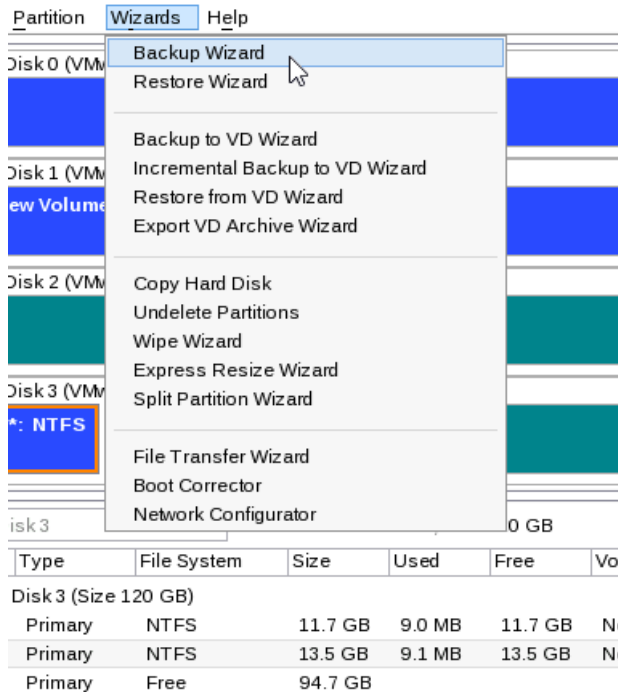 Partition Wizards Help
Disk 0 (VMw
Backup Wizard
Restore Wizard
Backup to VD Wizard
Disk 1 (VMw
Incremental Backup to VD Wizard
ew Volume
Restore from VD Wizard
Export VD Archive Wizard
Disk 2 (VMw
Copy Hard Disk
Undelete Partitions
Wipe Wizard
Express Resize Wizard
Disk 3 (VMw
Split Partition Wizard
*: NTFS
File Transfer Wizard
Boot Corrector
Network Configurator
isk 3 0 GB
Type File System Size Used Free Vo
Disk 3 (Size 120 GB)
Primary NTFS 11.7 GB 9.0 MB 11.7 GB N
Primary NTFS 13.5 GB 9.1 MB 13.5 GB N
Primary Free 94.7 GB